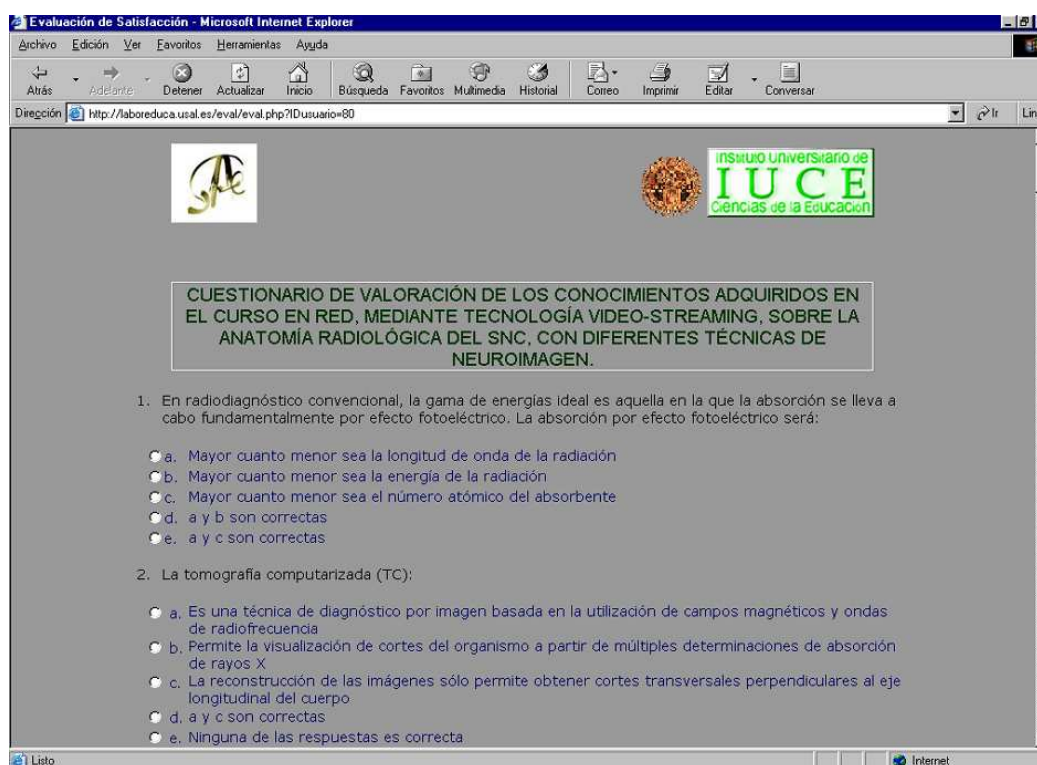 Evaluación de Satisfacción - Microsoft Internet Explorer
Archivo Edición Ver Favoritos Herramientas Ayuda
Atrás Adelante Detener Actualizar Inicio Búsqueda Favoritos Multimedia Historial Correo Imprimir Editar Conversar
Dirección http://laboreduca.usal.es/eval/eval.php?IDusuario=80 Ir
Instituto Universitario de
IUCE
Ciencias de la Educación
CUESTIONARIO DE VALORACIÓN DE LOS CONOCIMIENTOS ADQUIRIDOS EN
EL CURSO EN RED, MEDIANTE TECNOLOGÍA VIDEO-STREAMING, SOBRE LA
ANATOMÍA RADIOLÓGICA DEL SNC, CON DIFERENTES TÉCNICAS DE
NEUROIMAGEN.
1. En radiodiagnóstico convencional, la gama de energías ideal es aquella en la que la absorción se lleva a
cabo fundamentalmente por efecto fotoeléctrico. La absorción por efecto fotoeléctrico será:
a. Mayor cuanto menor sea la longitud de onda de la radiación
b. Mayor cuanto menor sea la energía de la radiación
c. Mayor cuanto menor sea el número atómico del absorbente
d. a y b son correctas
e. a y c son correctas
2. La tomografía computarizada (TC):
a. Es una técnica de diagnóstico por imagen basada en la utilización de campos magnéticos y ondas
de radiofrecuencia
b. Permite la visualización de cortes del organismo a partir de múltiples determinaciones de absorción
de rayos X
c. La reconstrucción de las imágenes sólo permite obtener cortes transversales perpendiculares al eje
longitudinal del cuerpo
d. a y c son correctas
e. Ninguna de las respuestas es correcta
Listo Internet